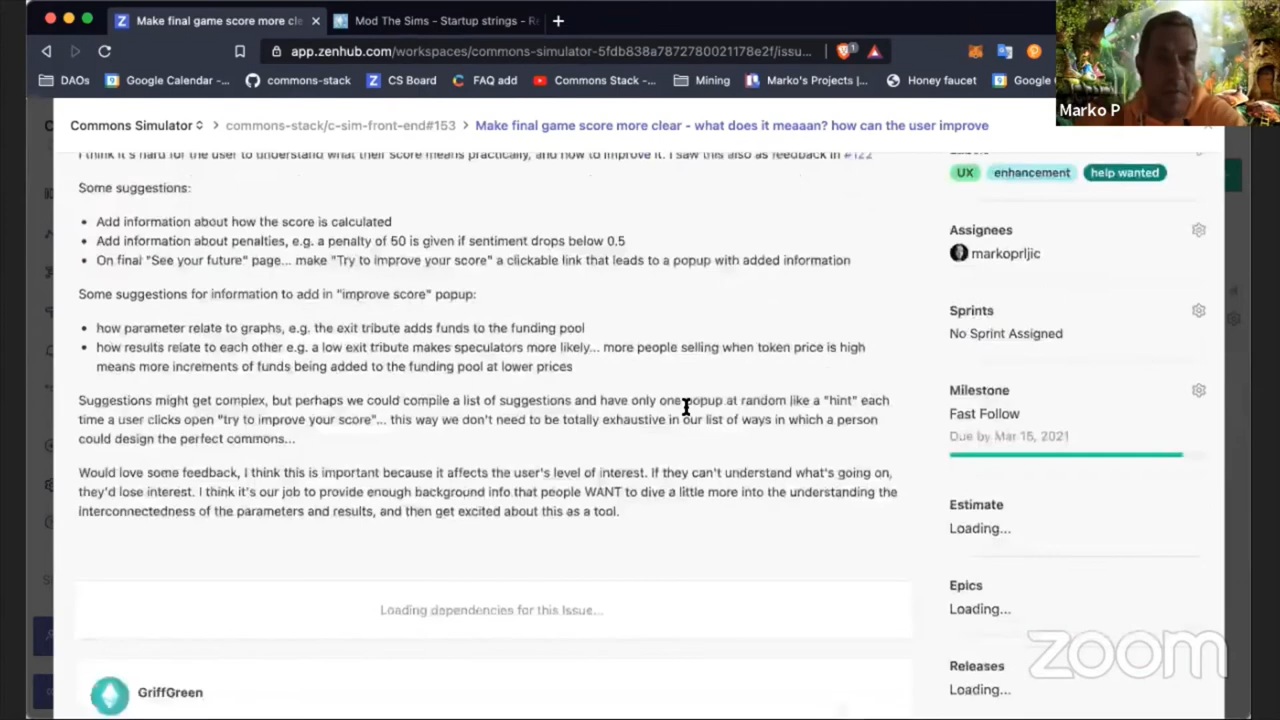 Make final game score more cle
Mod The Sims - Startup strings - R
app.zenhub.com/workspaces/commons-simulator-5fdb838a7872780021178e2f/issu...
DAOs
Google Calendar -...
commons-stack
CS Board
FAQ add
Commons Stack -...
Mining
Marko's Projects |...
Honey faucet
Google
Marko P
Commons Simulator
commons-stack/c-sim-front-end#153
Make final game score more clear - what does it meaaan? how can the user improve
I think it's hard for the user to understand what their score means practically, and how to improve it. I saw this also as feedback in #122
Some suggestions:
• Add information about how the score is calculated
• Add information about penalties, e.g. a penalty of 50 is given if sentiment drops below 0.5
• On final "See your future" page... make "Try to improve your score" a clickable link that leads to a popup with added information
Some suggestions for information to add in "improve score" popup:
• how parameter relate to graphs, e.g. the exit tribute adds funds to the funding pool
• how results relate to each other e.g. a low exit tribute makes speculators more likely... more people selling when token price is high
means more increments of funds being added to the funding pool at lower prices
Suggestions might get complex, but perhaps we could compile a list of suggestions and have only one popup at random like a "hint" each
time a user clicks open "try to improve your score"... this way we don't need to be totally exhaustive in our list of ways in which a person
could design the perfect commons...
Would love some feedback, I think this is important because it affects the user's level of interest. If they can't understand what's going on,
they'd lose interest. I think it's our job to provide enough background info that people WANT to dive a little more into the understanding the
interconnectedness of the parameters and results, and then get excited about this as a tool.
Loading dependencies for this Issue...
GriffGreen
UX
enhancement
help wanted
Assignees
markoprljic
Sprints
No Sprint Assigned
Milestone
Fast Follow
Due by Mar 15, 2021
Estimate
Loading...
Epics
Loading...
Releases
Loading...
zoom